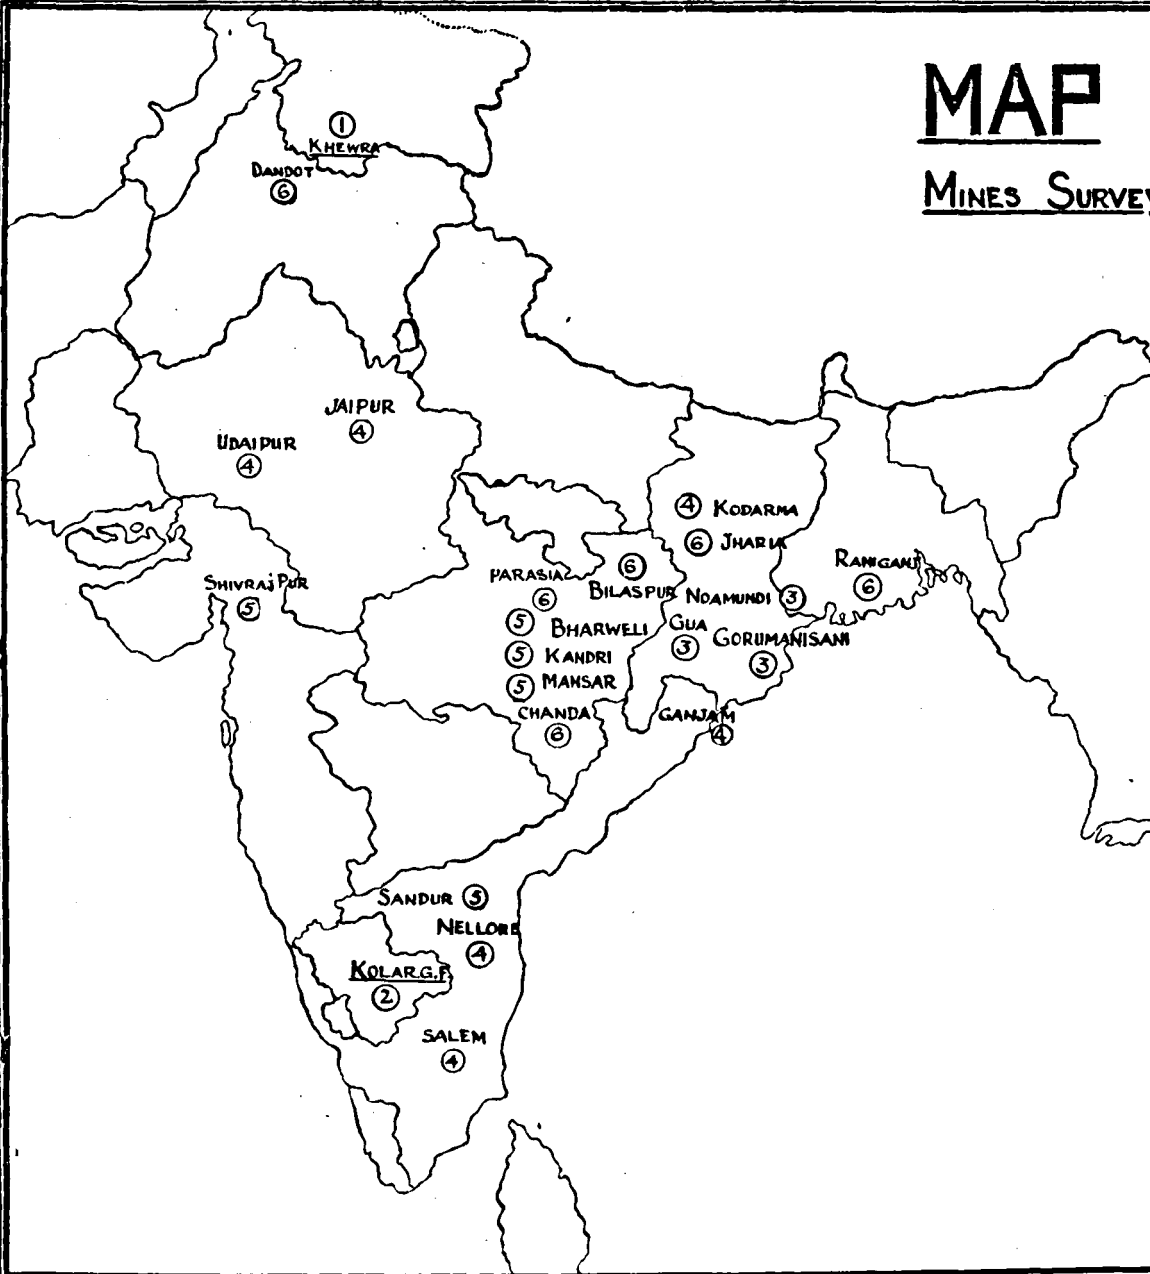 MAP
MINES SURVEY
1
KHEWRA
DANDOT
6
JAIPUR
4
UDAIPUR
4
4 KODARMA
6 JHARIA
RANIGANJ
6
PARASIA
6
6
BILASPUR
SHIVRAJPUR
5
NOAMUNDI 3
5 BHARWELI
GUA
3
GORUMANISANI
3
5 KANDRI
5 MANSAR
CHANDA
6
GANJAM
4
SANDUR 5
NELLORE
4
KOLAR.G.F.
2
SALEM
4